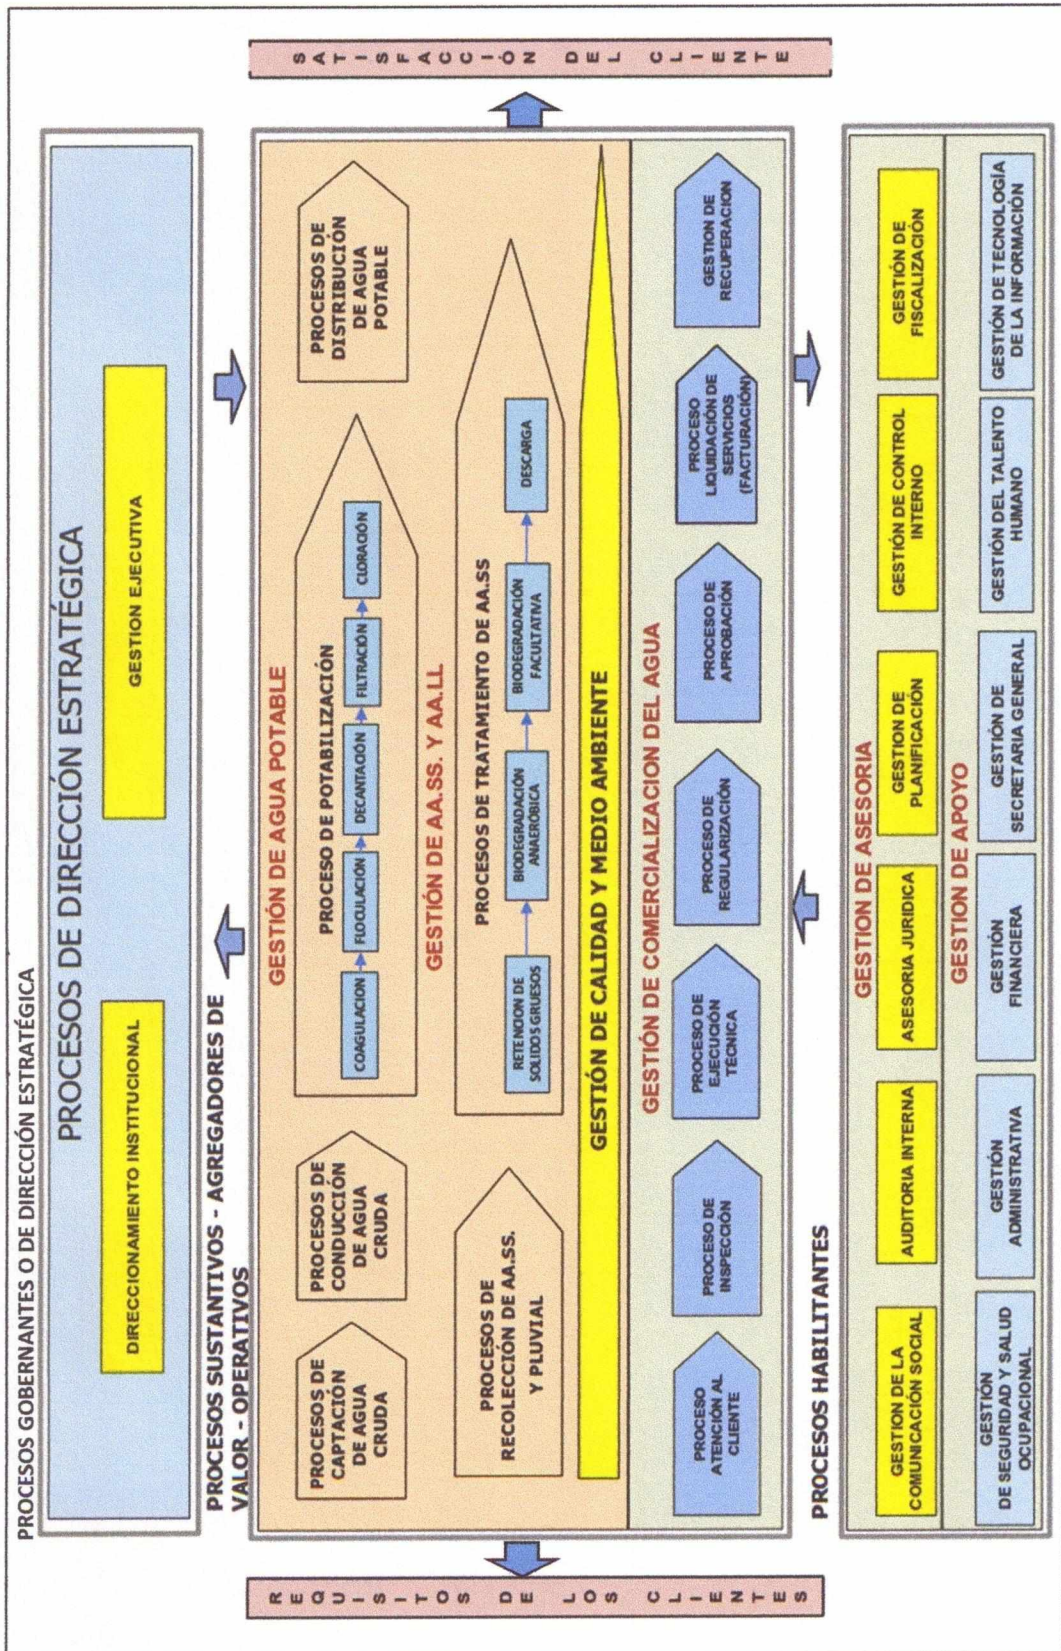 PROCESOS GOBERNANTES O DE DIRECCIÓN ESTRATÉGICA
PROCESOS DE DIRECCIÓN ESTRATÉGICA
DIRECCIONAMIENTO INSTITUCIONAL
GESTION EJECUTIVA
PROCESOS SUSTANTIVOS - AGREGADORES DE
VALOR - OPERATIVOS
REQUISITOS DE LOS CLIENTES
GESTIÓN DE AGUA POTABLE
PROCESOS DE
CAPTACIÓN
DE AGUA
CRUDA
PROCESOS DE
CONDUCCIÓN
DE AGUA
CRUDA
PROCESO DE POTABILIZACIÓN
COAGULACION
FLOCULACIÓN
DECANTACIÓN
FILTRACIÓN
CLORACIÓN
PROCESOS DE
DISTRIBUCIÓN
DE AGUA
POTABLE
GESTIÓN DE AA.SS. Y AA.LL
PROCESOS DE
RECOLECCIÓN DE AA.SS.
Y PLUVIAL
PROCESOS DE TRATAMIENTO DE AA.SS
RETENCION DE
SOLIDOS GRUESOS
BIODEGRADACIÓN
ANAERÓBICA
BIODEGRADACIÓN
FACULTATIVA
DESCARGA
GESTIÓN DE CALIDAD Y MEDIO AMBIENTE
GESTIÓN DE COMERCIALIZACION DEL AGUA
PROCESO
ATENCIÓN AL
CLIENTE
PROCESO DE
INSPECCIÓN
PROCESO DE
EJECUCIÓN
TÉCNICA
PROCESO DE
REGULARIZACIÓN
PROCESO DE
APROBACIÓN
PROCESO
LIQUIDACIÓN DE
SERVICIOS
(FACTURACIÓN)
GESTION DE
RECUPERACION
SATISFACCIÓN DEL CLIENTE
PROCESOS HABILITANTES
GESTION DE ASESORIA
GESTION DE LA
COMUNICACIÓN SOCIAL
AUDITORIA INTERNA
ASESORIA JURIDICA
GESTION DE
PLANIFICACIÓN
GESTIÓN DE CONTROL
INTERNO
GESTIÓN DE
FISCALIZACIÓN
GESTION DE APOYO
GESTIÓN
DE SEGURIDAD Y SALUD
OCUPACIONAL
GESTIÓN
ADMINISTRATIVA
GESTIÓN
FINANCIERA
GESTIÓN DE
SECRETARIA GENERAL
GESTIÓN DEL TALENTO
HUMANO
GESTIÓN DE TECNOLOGÍA
DE LA INFORMACIÓN